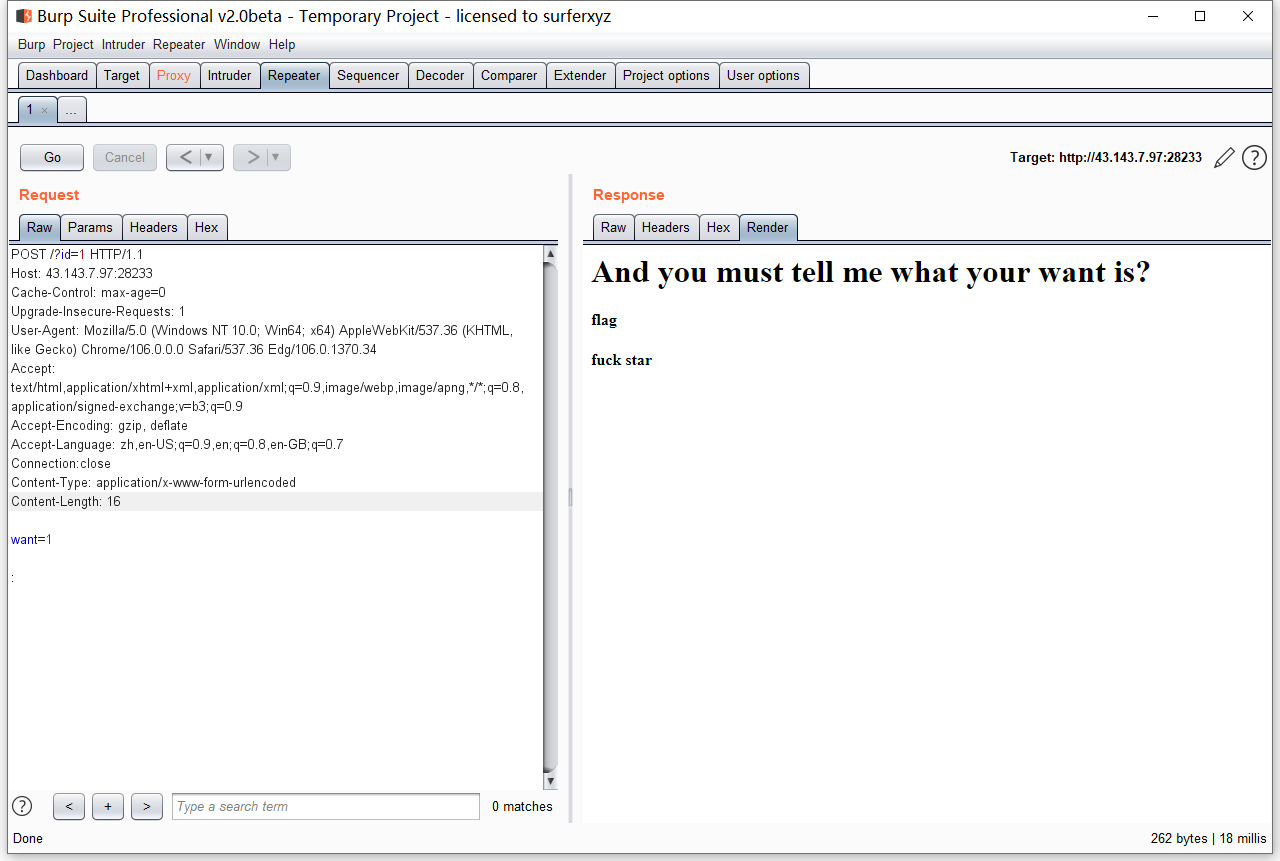 Burp Suite Professional v2.0beta - Temporary Project - licensed to surferxyz
Burp Project Intruder Repeater Window Help
Dashboard Target Proxy Intruder Repeater Sequencer Decoder Comparer Extender Project options User options
1 × ...
Go Cancel < | ▼ > | ▼ Target: http://43.143.7.97:28233 ?
Request
Raw Params Headers Hex
POST /?id=1 HTTP/1.1
Host: 43.143.7.97:28233
Cache-Control: max-age=0
Upgrade-Insecure-Requests: 1
User-Agent: Mozilla/5.0 (Windows NT 10.0; Win64; x64) AppleWebKit/537.36 (KHTML,
like Gecko) Chrome/106.0.0.0 Safari/537.36 Edg/106.0.1370.34
Accept:
text/html,application/xhtml+xml,application/xml;q=0.9,image/webp,image/apng,*/*;q=0.8,
application/signed-exchange;v=b3;q=0.9
Accept-Encoding: gzip, deflate
Accept-Language: zh,en-US;q=0.9,en;q=0.8,en-GB;q=0.7
Connection:close
Content-Type: application/x-www-form-urlencoded
Content-Length: 16
want=1
:
? < + > Type a search term 0 matches
Response
Raw Headers Hex Render
And you must tell me what your want is?
flag
fuck star
Done 262 bytes | 18 millis